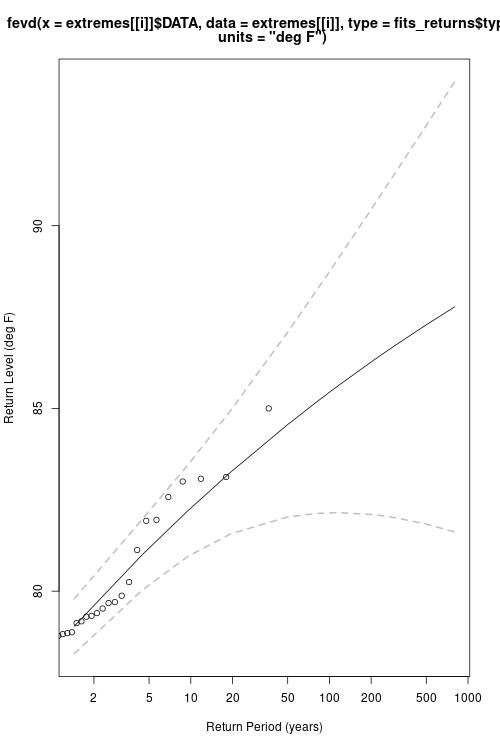 fevd(x = extremes[[i]]$DATA, data = extremes[[i]], type = fits_returns$typ
units = "deg F")
90
85
80
Return Level (deg F)
2 5 10 20 50 100 200 500 1000
Return Period (years)